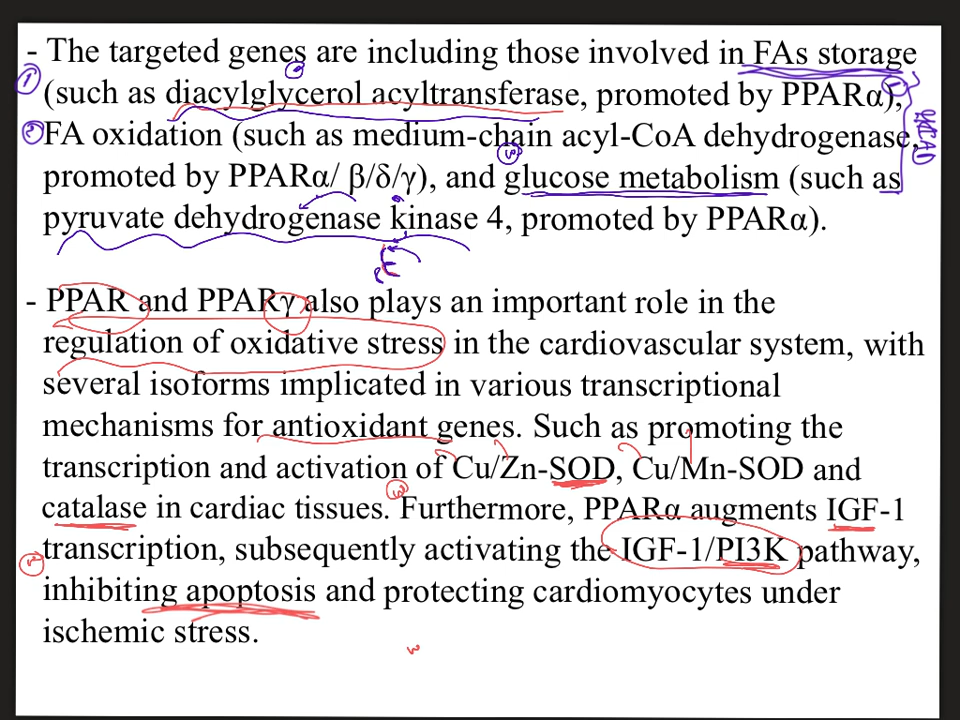 - The targeted genes are including those involved in FAs storage
(such as diacylglycerol acyltransferase, promoted by PPARα),
FA oxidation (such as medium-chain acyl-CoA dehydrogenase,
promoted by PPARα/ β/δ/γ), and glucose metabolism (such as
pyruvate dehydrogenase kinase 4, promoted by PPARα).
- PPAR and PPARγ also plays an important role in the
regulation of oxidative stress in the cardiovascular system, with
several isoforms implicated in various transcriptional
mechanisms for antioxidant genes. Such as promoting the
transcription and activation of Cu/Zn-SOD, Cu/Mn-SOD and
catalase in cardiac tissues. Furthermore, PPARα augments IGF-1
transcription, subsequently activating the IGF-1/PI3K pathway,
inhibiting apoptosis and protecting cardiomyocytes under
ischemic stress.